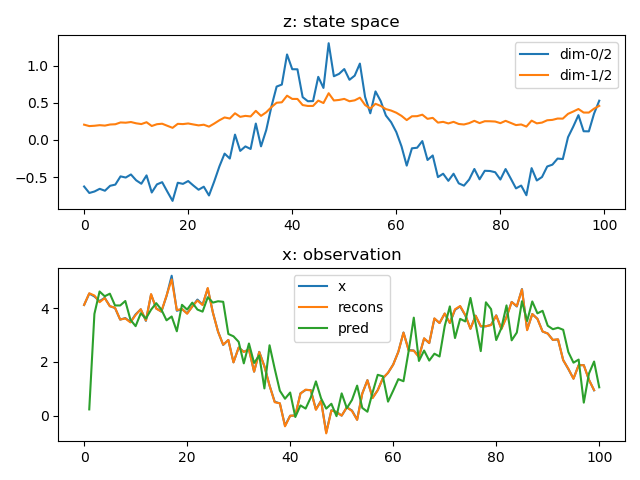 z: state space
1.0
0.5
0.0
−0.5
dim-0/2
dim-1/2
0 20 40 60 80 100
x: observation
4
2
0
x
recons
pred
0 20 40 60 80 100